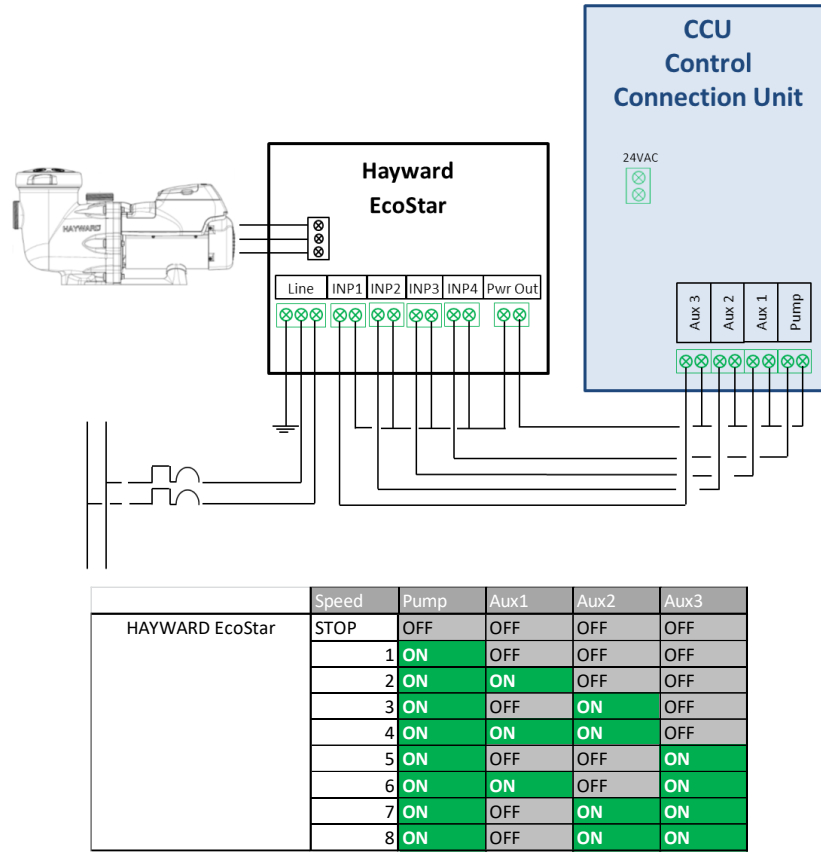 CCU
Control
Connection Unit
24VAC
Hayward
EcoStar
HAYWARD
Line INP1 INP2 INP3 INP4 Pwr Out
Aux 3 Aux 2 Aux 1 Pump
Speed Pump Aux1 Aux2 Aux3
HAYWARD EcoStar STOP OFF OFF OFF OFF
1 ON OFF OFF OFF
2 ON ON OFF OFF
3 ON OFF ON OFF
4 ON ON ON OFF
5 ON OFF OFF ON
6 ON ON OFF ON
7 ON OFF ON ON
8 ON OFF ON ON